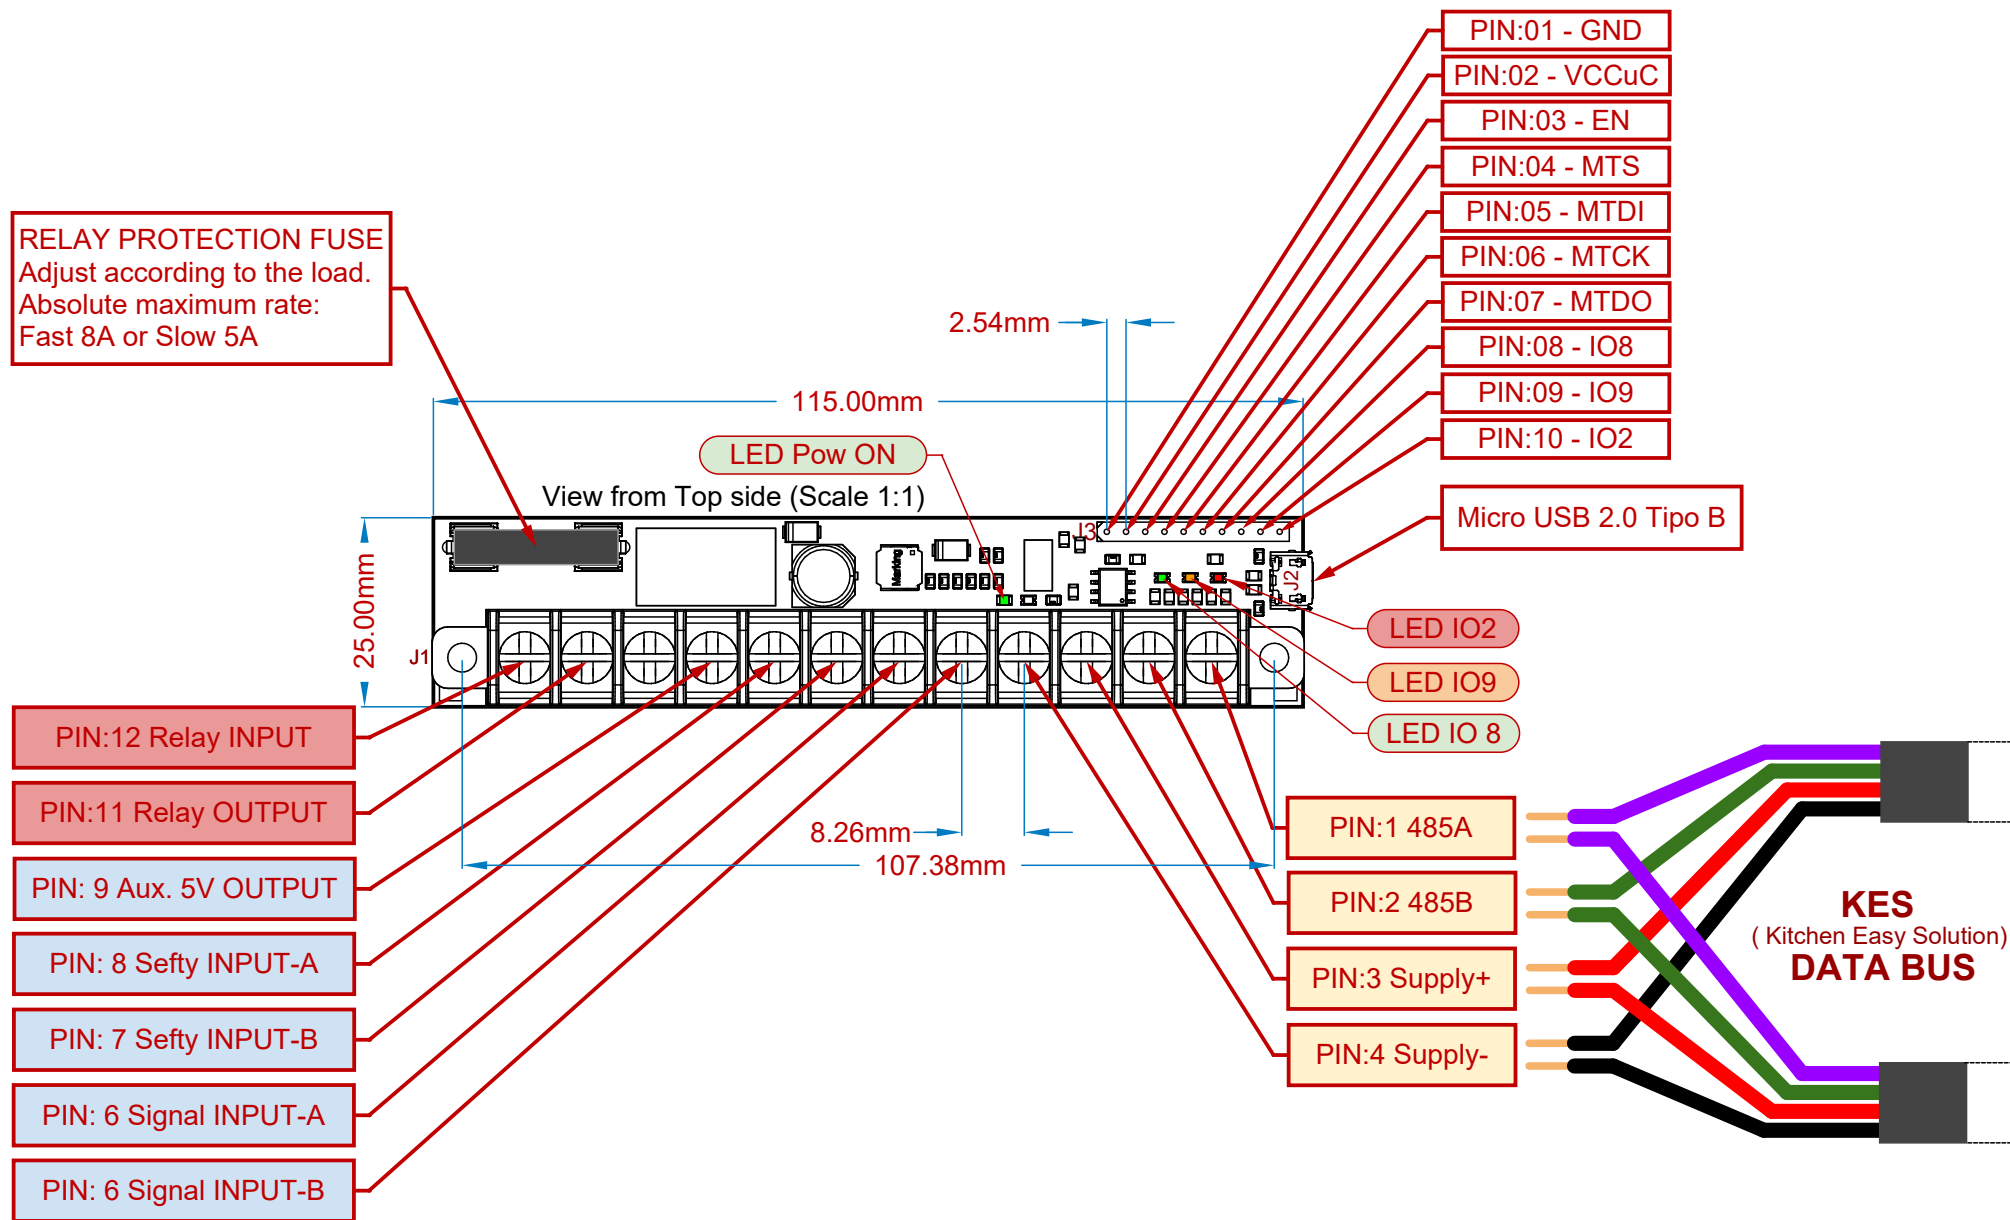 PIN:01 - GND
PIN:02 - VCCuC
PIN:03 - EN
PIN:04 - MTS
PIN:05 - MTDI
PIN:06 - MTCK
PIN:07 - MTDO
PIN:08 - IO8
PIN:09 - IO9
PIN:10 - IO2
RELAY PROTECTION FUSE
Adjust according to the load.
Absolute maximum rate:
Fast 8A or Slow 5A
2.54mm
115.00mm
LED Pow ON
View from Top side (Scale 1:1)
Micro USB 2.0 Tipo B
J3
Marking
J2
25.00mm
J1
LED IO2
LED IO9
LED IO 8
PIN:12 Relay INPUT
PIN:11 Relay OUTPUT
PIN: 9 Aux. 5V OUTPUT
PIN: 8 Sefty INPUT-A
PIN: 7 Sefty INPUT-B
PIN: 6 Signal INPUT-A
PIN: 6 Signal INPUT-B
8.26mm
107.38mm
PIN:1 485A
PIN:2 485B
PIN:3 Supply+
PIN:4 Supply-
KES
( Kitchen Easy Solution)
DATA BUS